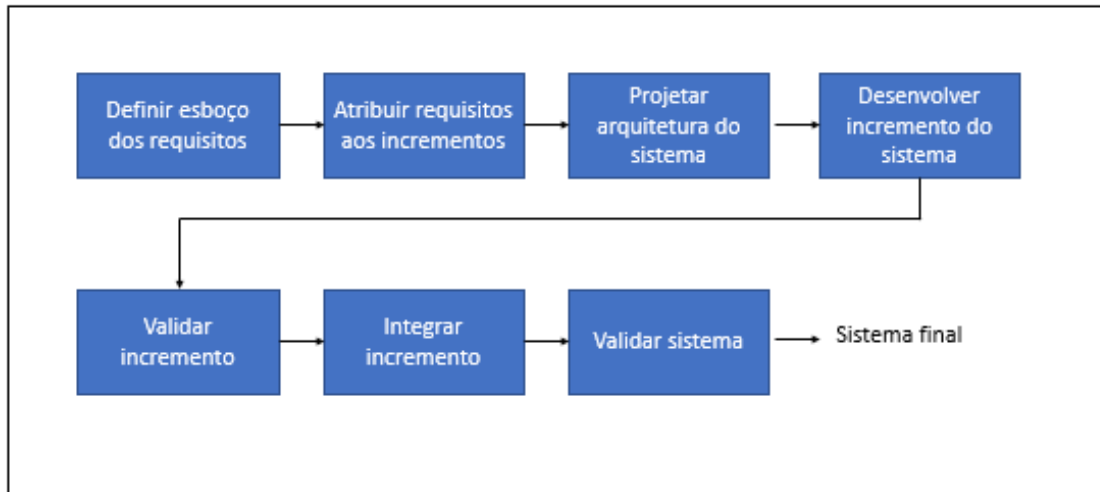 Definir esboço
dos requisitos
Atribuir requisitos
aos incrementos
Projetar
arquitetura do
sistema
Desenvolver
incremento do
sistema
Validar
incremento
Integrar
incremento
Validar sistema
Sistema final